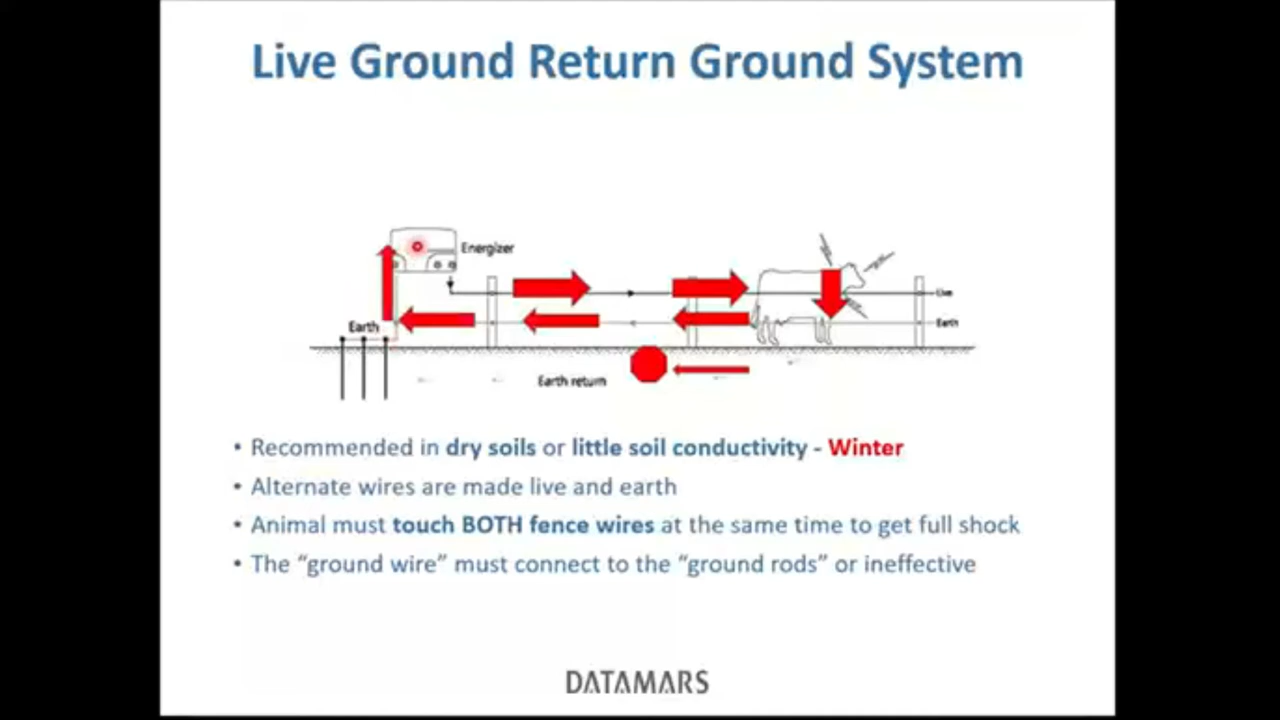 Live Ground Return Ground System
Energizer
Live
Earth
Earth
Earth return
• Recommended in dry soils or little soil conductivity - Winter
• Alternate wires are made live and earth
• Animal must touch BOTH fence wires at the same time to get full shock
• The “ground wire” must connect to the “ground rods” or ineffective
DATAMARS